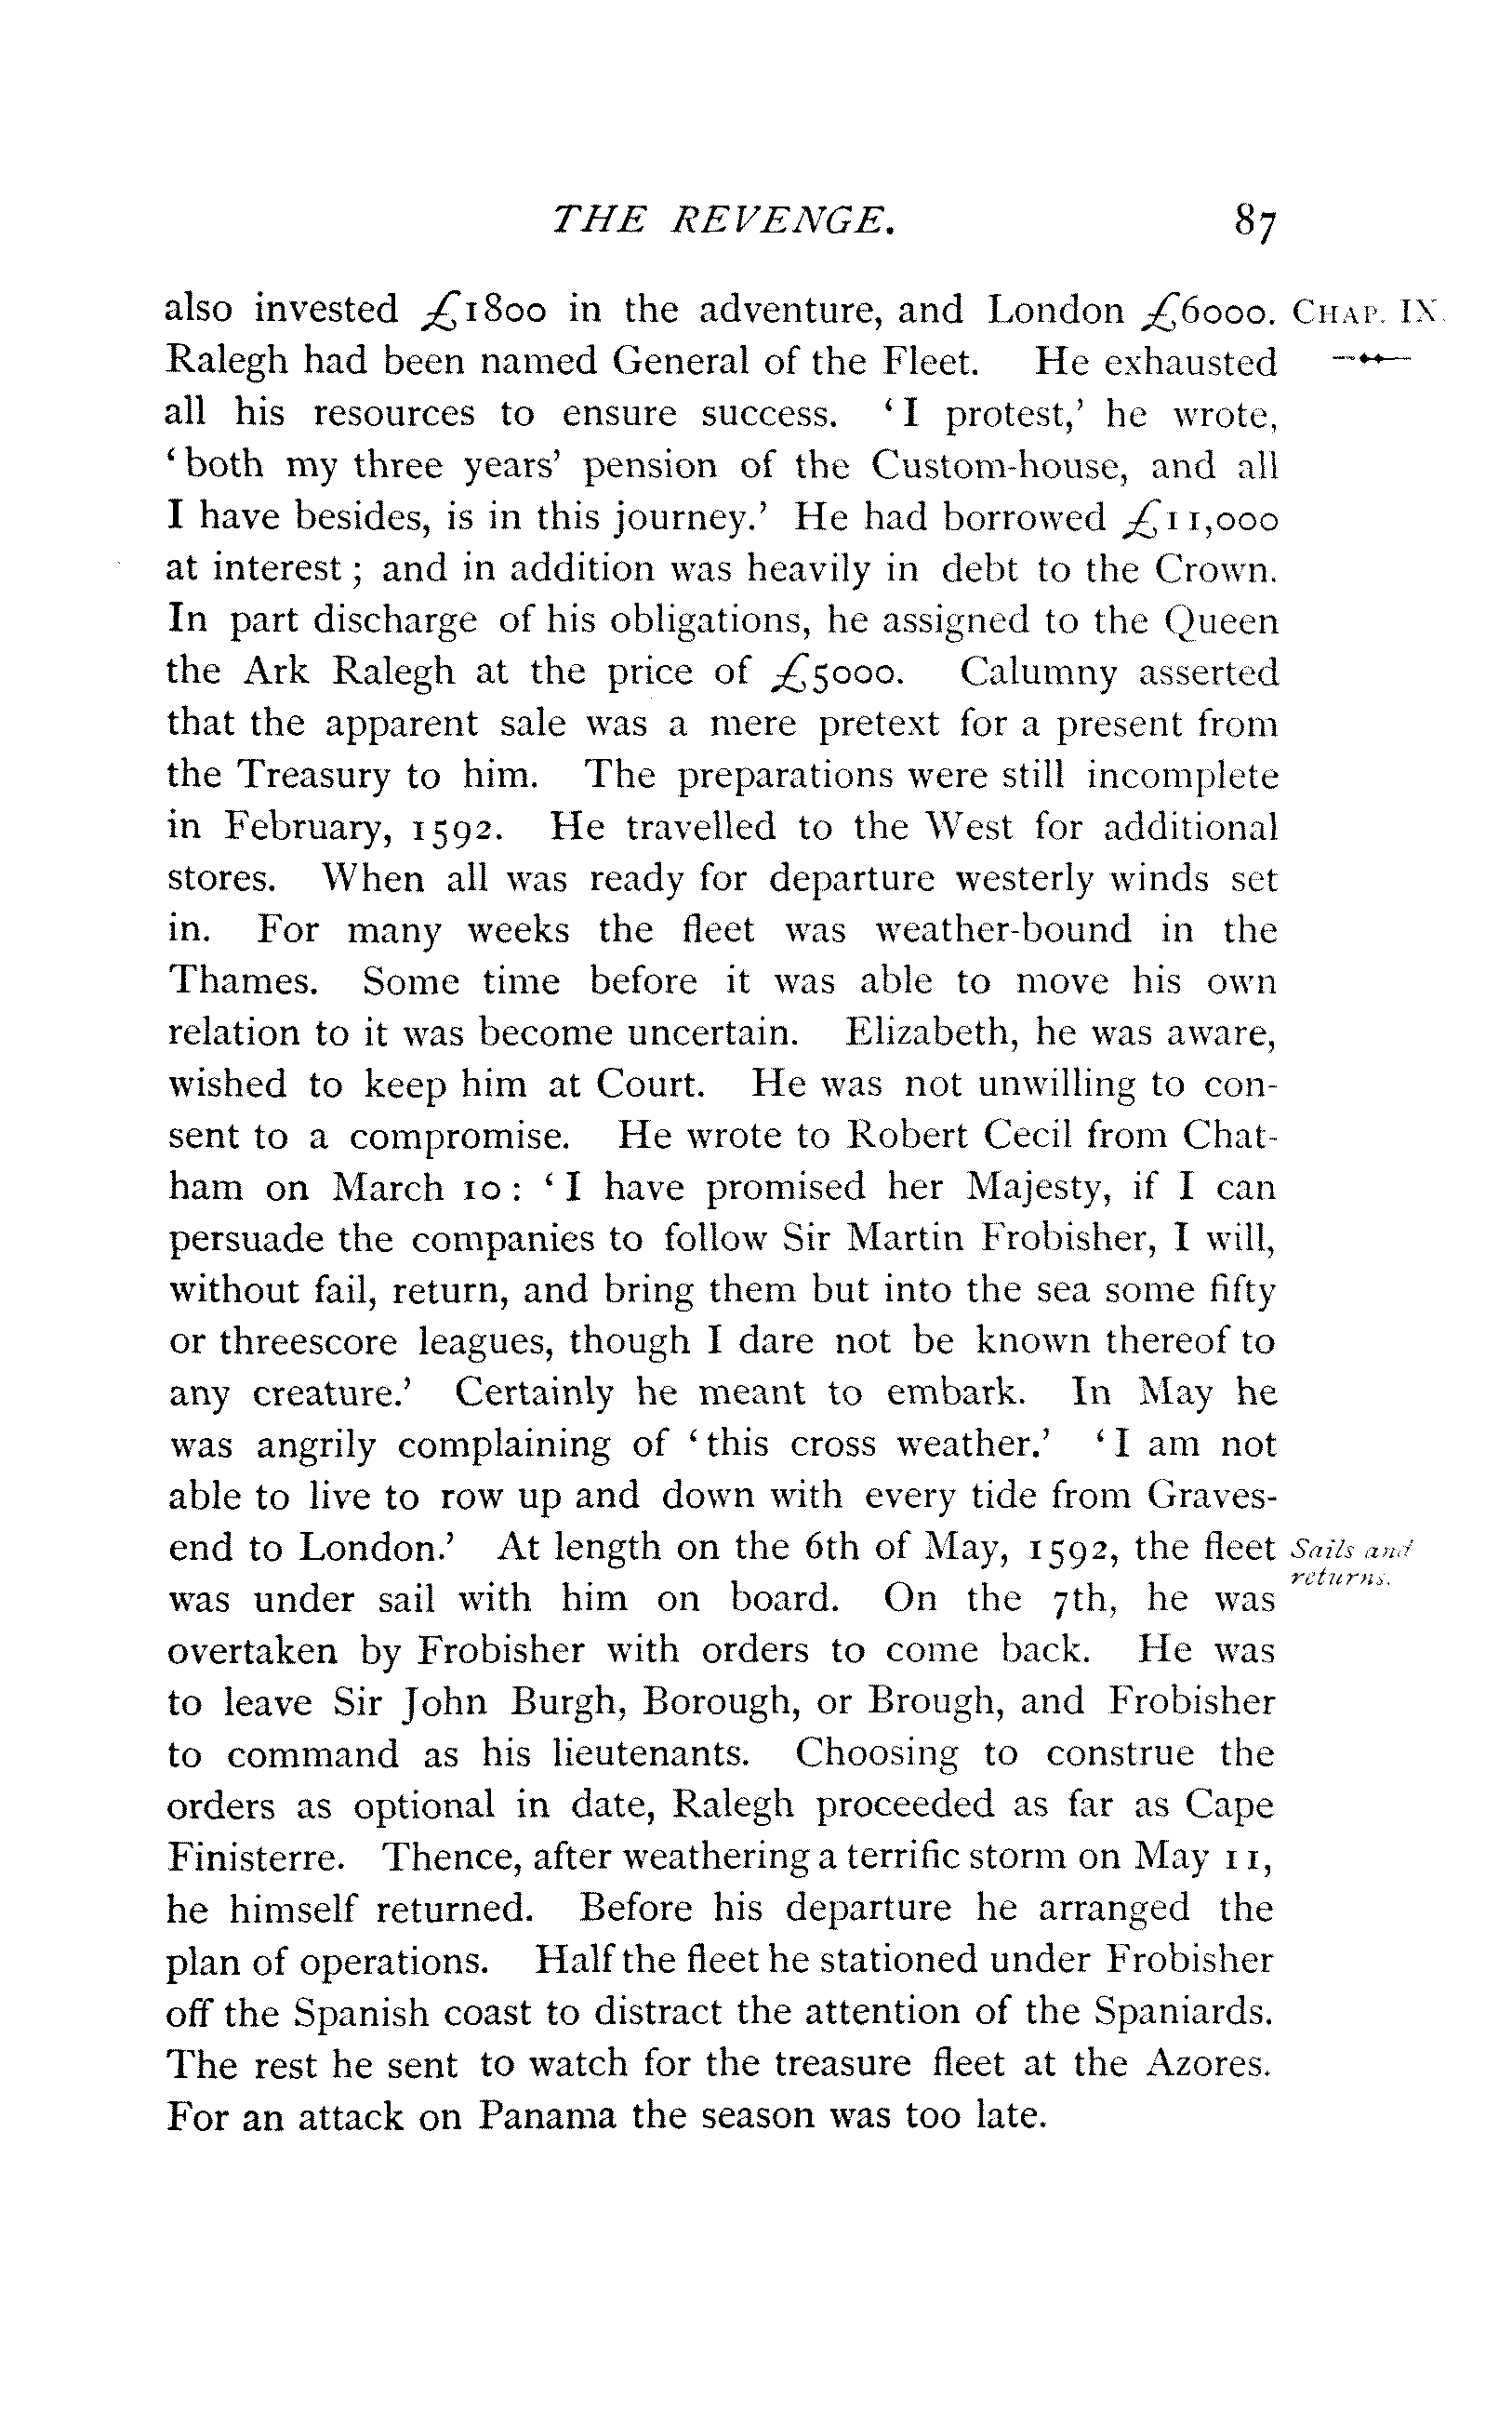 THE REVENGE. 87
also invested £1800 in the adventure, and London £6000. CHAP. IX.
Ralegh had been named General of the Fleet. He exhausted
all his resources to ensure success. ‘I protest,’ he wrote,
‘both my three years’ pension of the Custom-house, and all
I have besides, is in this journey.’ He had borrowed £11,000
at interest; and in addition was heavily in debt to the Crown.
In part discharge of his obligations, he assigned to the Queen
the Ark Ralegh at the price of £5000. Calumny asserted
that the apparent sale was a mere pretext for a present from
the Treasury to him. The preparations were still incomplete
in February, 1592. He travelled to the West for additional
stores. When all was ready for departure westerly winds set
in. For many weeks the fleet was weather-bound in the
Thames. Some time before it was able to move his own
relation to it was become uncertain. Elizabeth, he was aware,
wished to keep him at Court. He was not unwilling to con-
sent to a compromise. He wrote to Robert Cecil from Chat-
ham on March 10: ‘I have promised her Majesty, if I can
persuade the companies to follow Sir Martin Frobisher, I will,
without fail, return, and bring them but into the sea some fifty
or threescore leagues, though I dare not be known thereof to
any creature.’ Certainly he meant to embark. In May he
was angrily complaining of ‘this cross weather.’ ‘I am not
able to live to row up and down with every tide from Graves-
end to London.’ At length on the 6th of May, 1592, the fleet
Sails and
returns.
was under sail with him on board. On the 7th, he was
overtaken by Frobisher with orders to come back. He was
to leave Sir John Burgh, Borough, or Brough, and Frobisher
to command as his lieutenants. Choosing to construe the
orders as optional in date, Ralegh proceeded as far as Cape
Finisterre. Thence, after weathering a terrific storm on May 11,
he himself returned. Before his departure he arranged the
plan of operations. Half the fleet he stationed under Frobisher
off the Spanish coast to distract the attention of the Spaniards.
The rest he sent to watch for the treasure fleet at the Azores.
For an attack on Panama the season was too late.